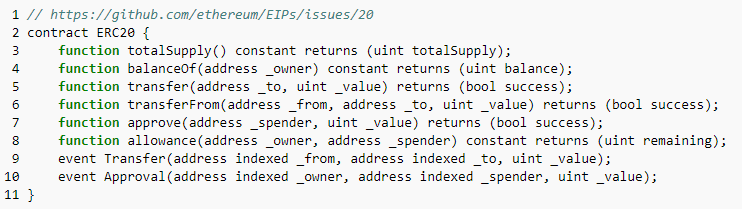 1 // https://github.com/ethereum/EIPs/issues/20
2 contract ERC20 {
3     function totalSupply() constant returns (uint totalSupply);
4     function balanceOf(address _owner) constant returns (uint balance);
5     function transfer(address _to, uint _value) returns (bool success);
6     function transferFrom(address _from, address _to, uint _value) returns (bool success);
7     function approve(address _spender, uint _value) returns (bool success);
8     function allowance(address _owner, address _spender) constant returns (uint remaining);
9     event Transfer(address indexed _from, address indexed _to, uint _value);
10     event Approval(address indexed _owner, address indexed _spender, uint _value);
11 }